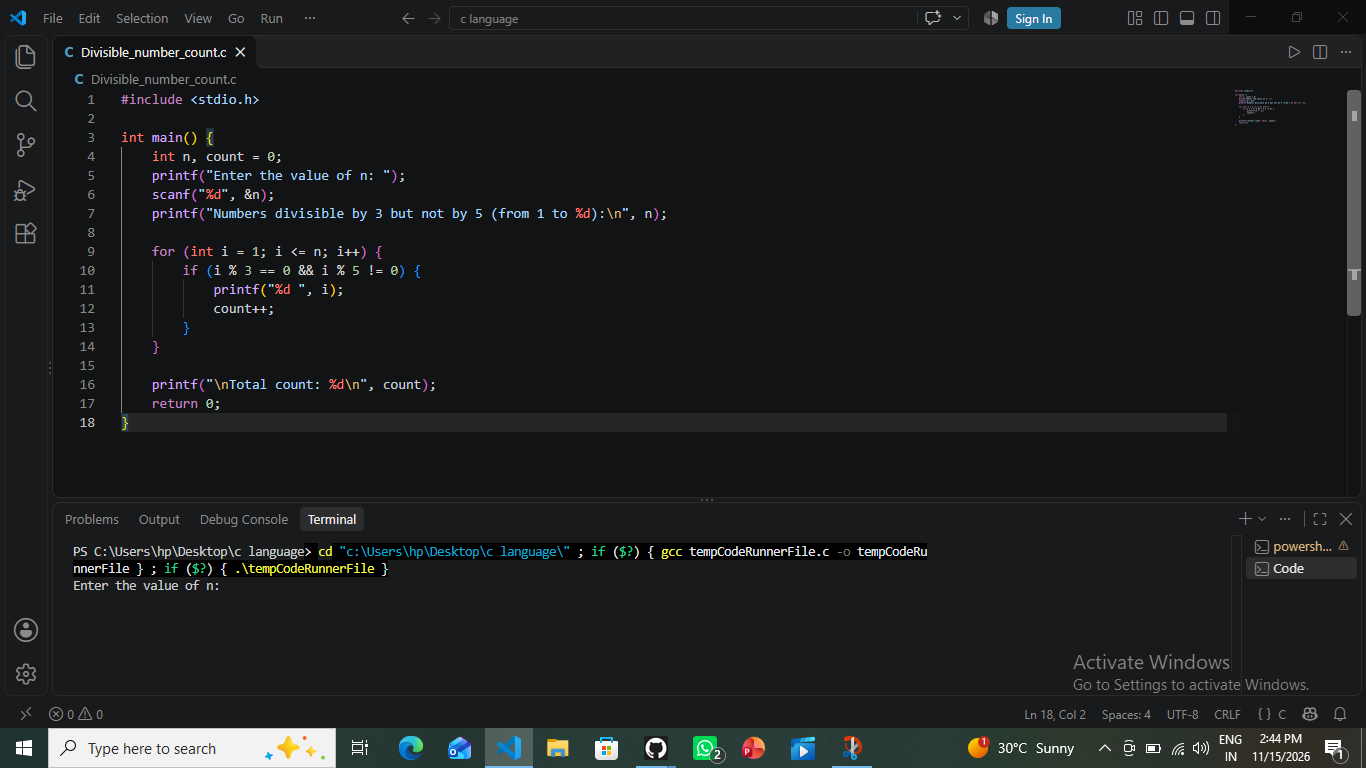 File Edit Selection View Go Run ··· c language Sign In
Divisible_number_count.c
Divisible_number_count.c
1 #include <stdio.h>
2
3 int main() {
4     int n, count = 0;
5     printf("Enter the value of n: ");
6     scanf("%d", &n);
7     printf("Numbers divisible by 3 but not by 5 (from 1 to %d):\n", n);
8
9     for (int i = 1; i <= n; i++) {
10         if (i % 3 == 0 && i % 5 != 0) {
11             printf("%d ", i);
12             count++;
13         }
14     }
15
16     printf("\nTotal count: %d\n", count);
17     return 0;
18 }
Problems Output Debug Console Terminal
PS C:\Users\hp\Desktop\c language> cd "c:\Users\hp\Desktop\c language\" ; if ($?) { gcc tempCodeRunnerFile.c -o tempCodeRu
nnerFile } ; if ($?) { .\tempCodeRunnerFile }
Enter the value of n:
powersh...
Code
Activate Windows
Go to Settings to activate Windows.
0 0 Ln 18, Col 2 Spaces: 4 UTF-8 CRLF { } C
Type here to search 2 1 30°C Sunny ENG IN 2:44 PM 11/15/2026 1